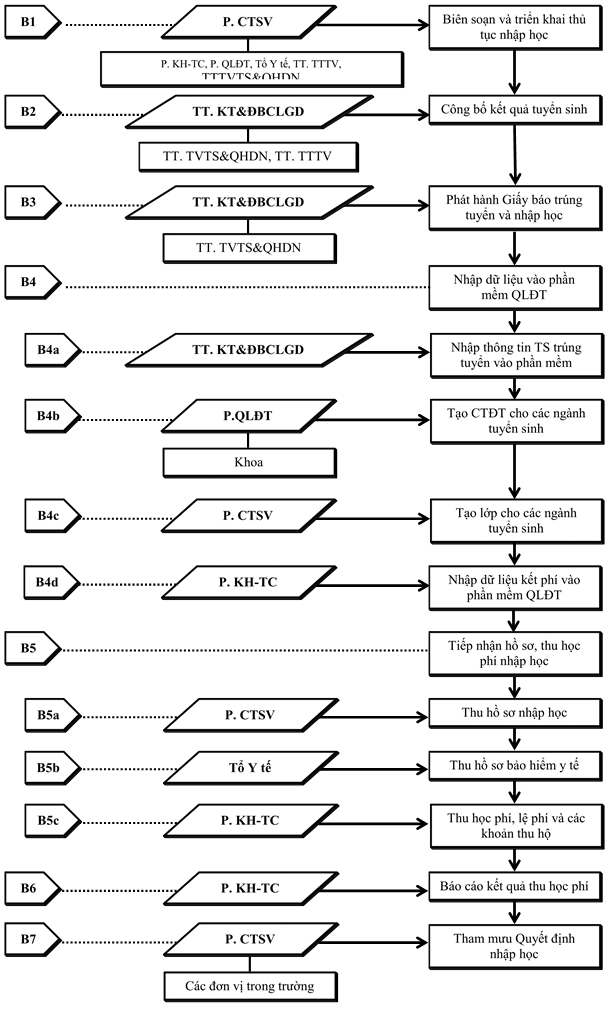 B1
P. CTSV
Biên soạn và triển khai thủ
tục nhập học
P. KH-TC, P. QLĐT, Tổ Y tế, TT. TTTV,
TTTVTS&QHDN
B2
TT. KT&ĐBCLGD
Công bố kết quả tuyển sinh
TT. TVTS&QHDN, TT. TTTV
B3
TT. KT&ĐBCLGD
Phát hành Giấy báo trúng
tuyển và nhập học
TT. TVTS&QHDN
B4
Nhập dữ liệu vào phần
mềm QLĐT
B4a
TT. KT&ĐBCLGD
Nhập thông tin TS trúng
tuyển vào phần mềm
B4b
P.QLĐT
Tạo CTĐT cho các ngành
tuyển sinh
Khoa
B4c
P. CTSV
Tạo lớp cho các ngành
tuyển sinh
B4d
P. KH-TC
Nhập dữ liệu kết phí vào
phần mềm QLĐT
B5
Tiếp nhận hồ sơ, thu học
phí nhập học
B5a
P. CTSV
Thu hồ sơ nhập học
B5b
Tổ Y tế
Thu hồ sơ bảo hiểm y tế
B5c
P. KH-TC
Thu học phí, lệ phí và các
khoản thu hộ
B6
P. KH-TC
Báo cáo kết quả thu học phí
B7
P. CTSV
Tham mưu Quyết định
nhập học
Các đơn vị trong trường